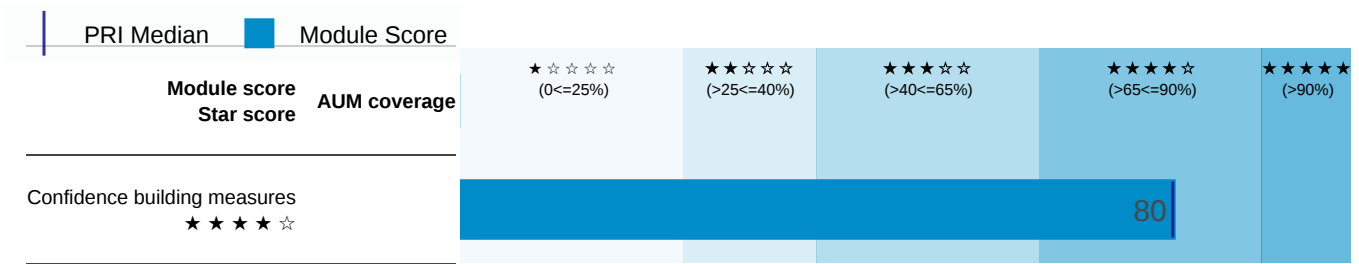 PRI Median Module Score
Module score
Star score
AUM coverage
★☆☆☆☆
(0<=25%)
★★☆☆☆
(>25<=40%)
★★★☆☆
(>40<=65%)
★★★★☆
(>65<=90%)
★★★★★
(>90%)
Confidence building measures
★★★★☆
80